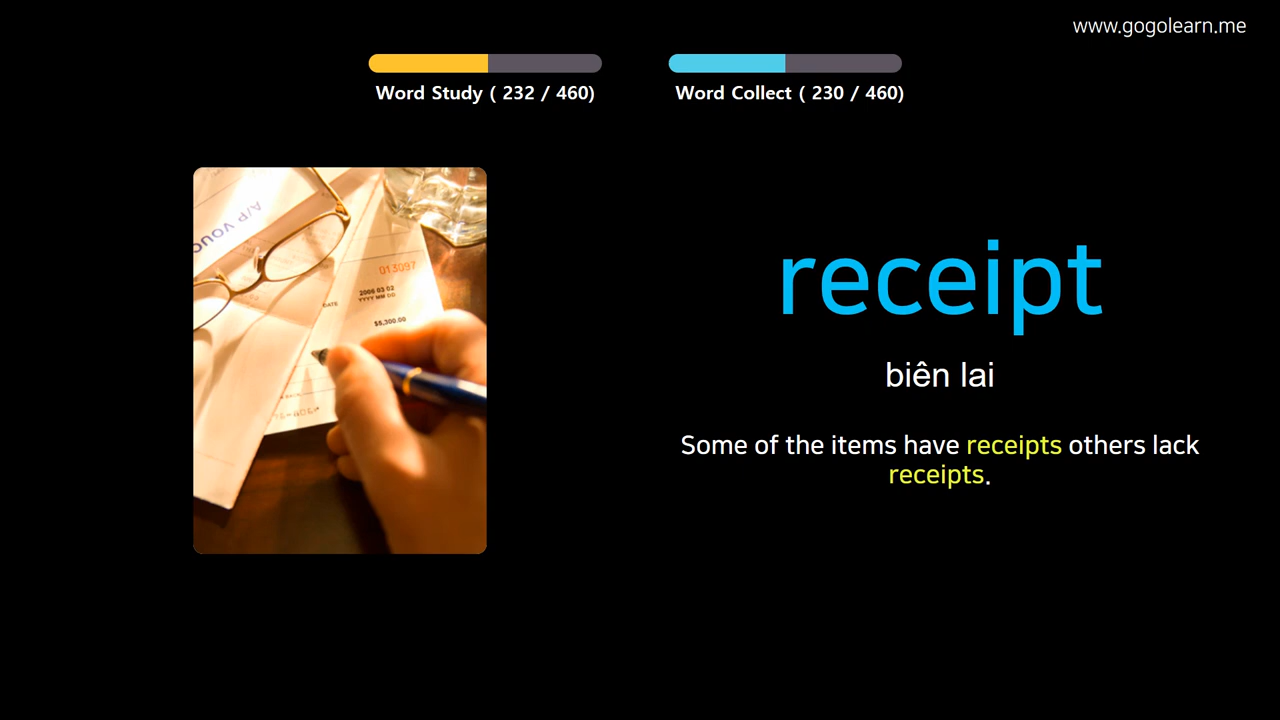 www.gogolearn.me
Word Study ( 232 / 460)
Word Collect ( 230 / 460)
A/P VOUC
013097
2006 03 02
YYYY MM DD
DATE
$5,300.00
receipt
biên lai
Some of the items have receipts others lack
receipts.